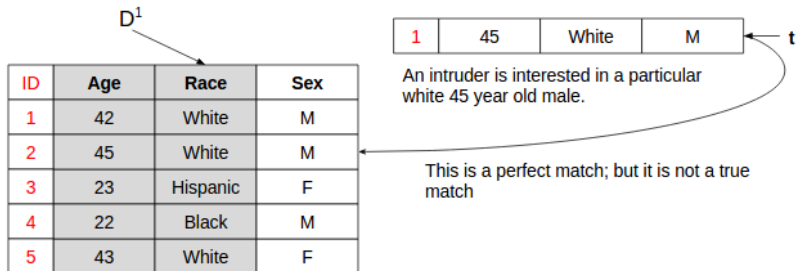 D¹
1 45 White M t
An intruder is interested in a particular
white 45 year old male.
ID Age Race Sex
1 42 White M
2 45 White M
3 23 Hispanic F
4 22 Black M
5 43 White F
This is a perfect match; but it is not a true
match